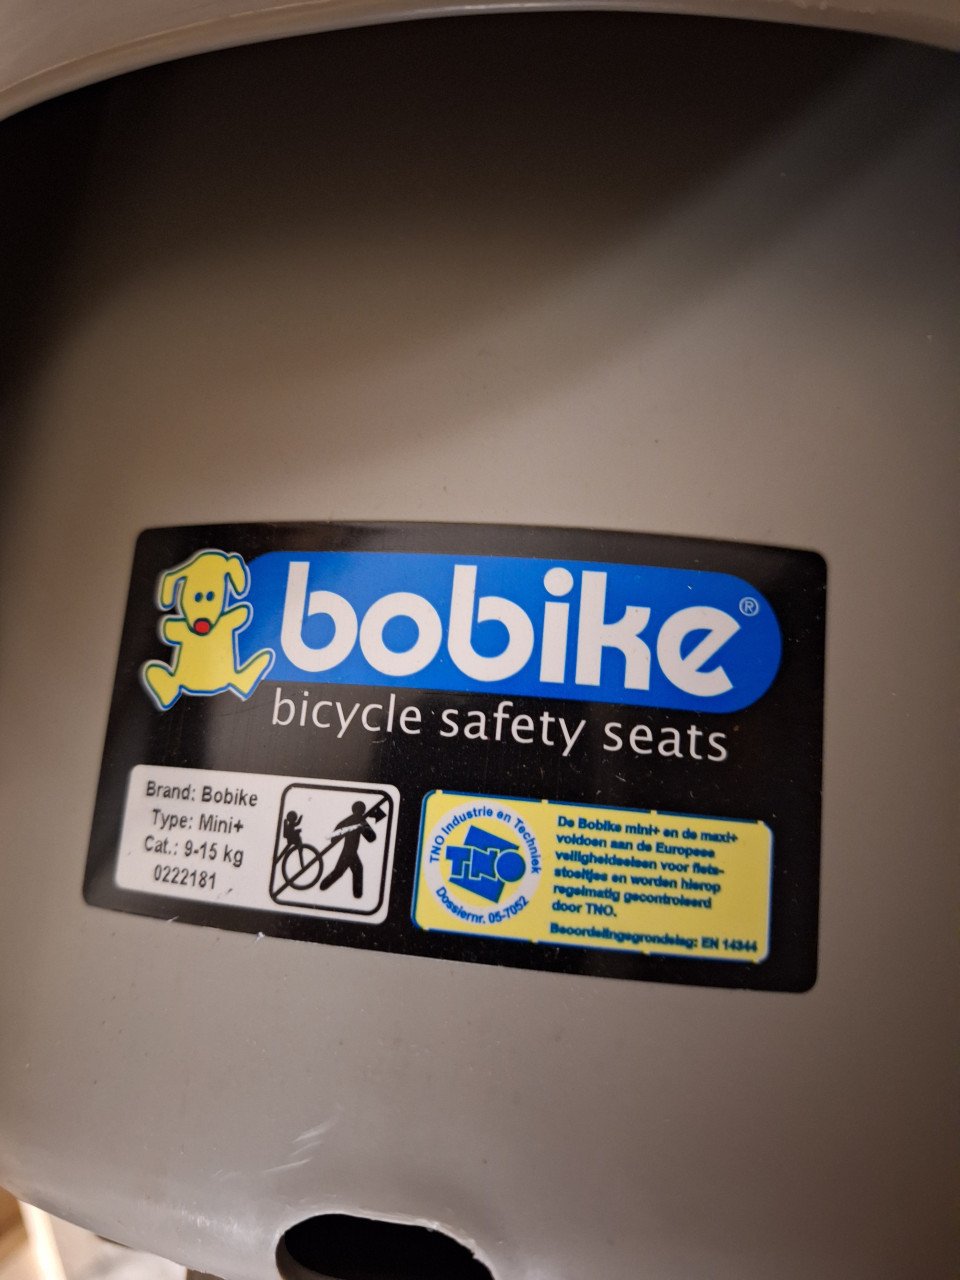 bobike®
bicycle safety seats
Brand: Bobike
Type: Mini+
Cat.: 9-15 kg
0222181
TNO Industrie en Techniek
TNO
Dossiernr. 05-7052
De Bobike mini+ en de maxi+
voldoen aan de Europese
veiligheidseisen voor fiets-
stoeltjes en worden hierop
regelmatig gecontroleerd
door TNO.
Beoordelingsgrondslag: EN 14344